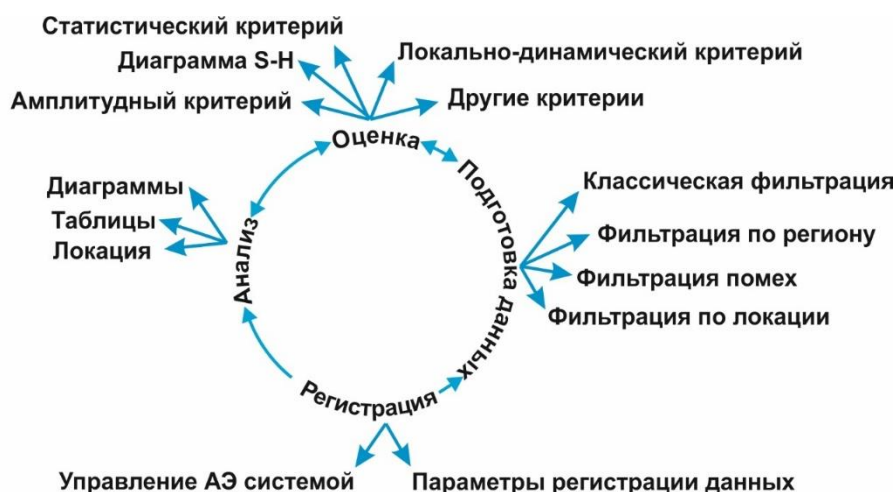 Статистический критерий
Диаграмма S-H
Амплитудный критерий
Локально-динамический критерий
Другие критерии
Оценка
Подготовка данных
Классическая фильтрация
Фильтрация по региону
Фильтрация помех
Фильтрация по локации
Диаграммы
Таблицы
Локация
Анализ
Регистрация
Управление АЭ системой
Параметры регистрации данных